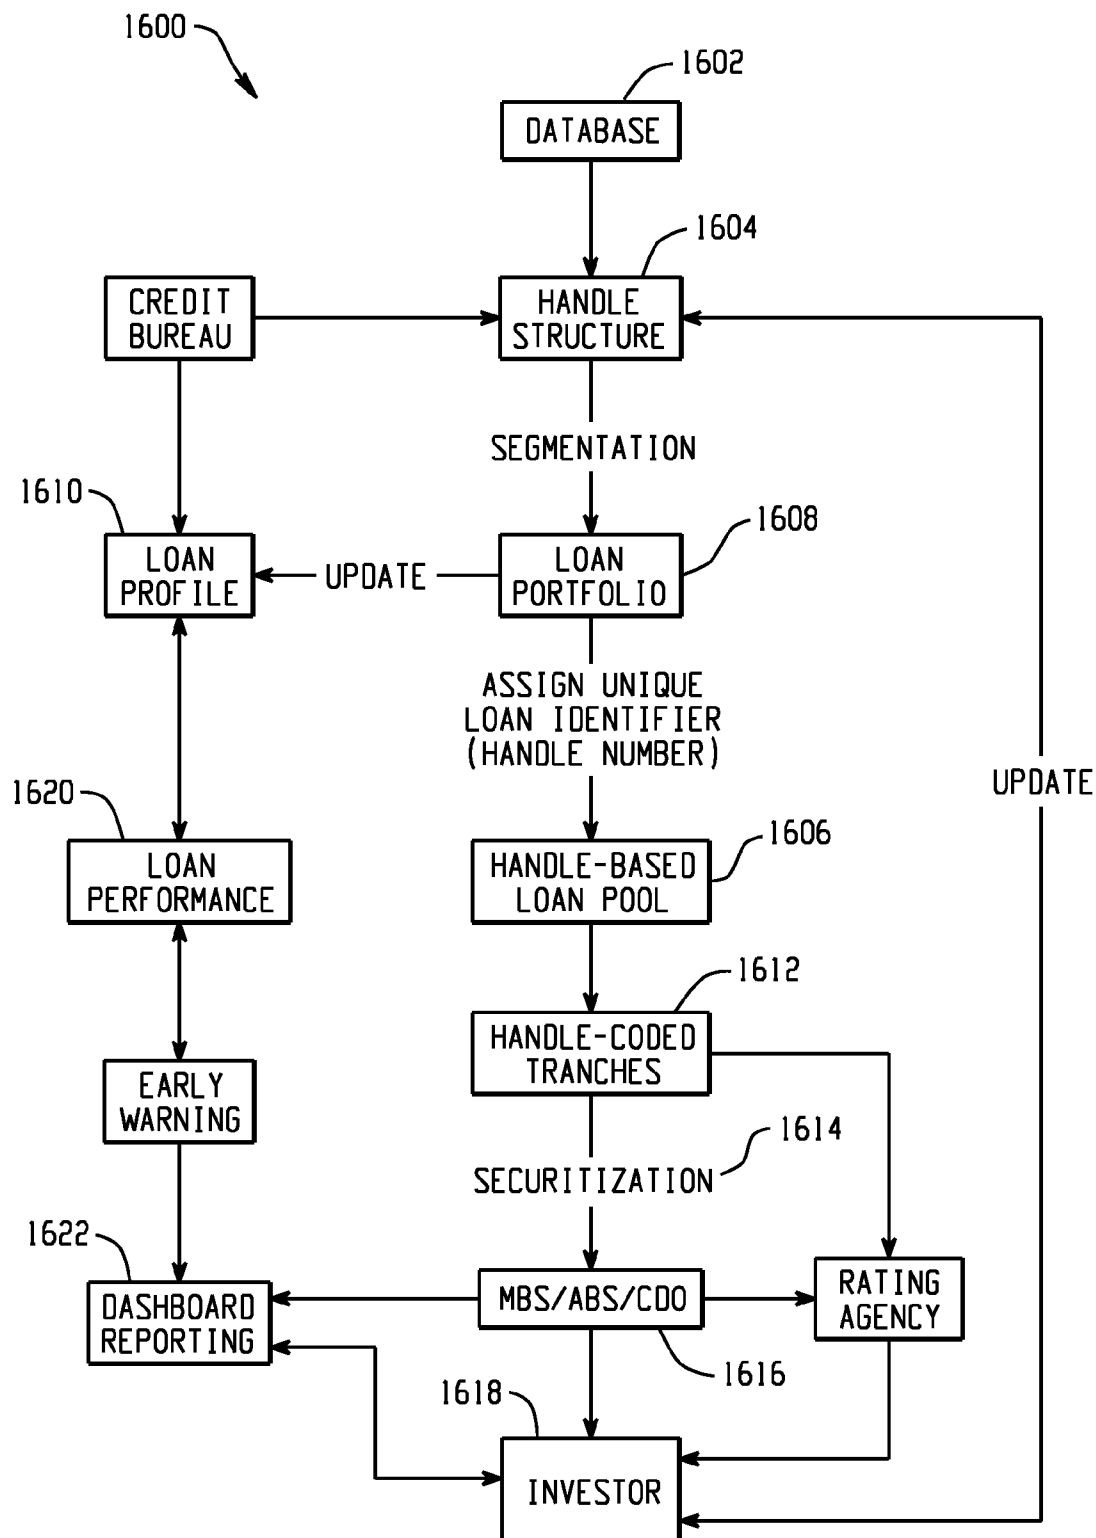 1600
1602
DATABASE
1604
CREDIT
BUREAU
HANDLE
STRUCTURE
SEGMENTATION
1610
1608
LOAN
PROFILE
UPDATE
LOAN
PORTFOLIO
ASSIGN UNIQUE
LOAN IDENTIFIER
(HANDLE NUMBER)
UPDATE
1620
1606
LOAN
PERFORMANCE
HANDLE-BASED
LOAN POOL
1612
HANDLE-CODED
TRANCHES
EARLY
WARNING
1614
SECURITIZATION
1622
DASHBOARD
REPORTING
MBS/ABS/CDO
RATING
AGENCY
1616
1618
INVESTOR